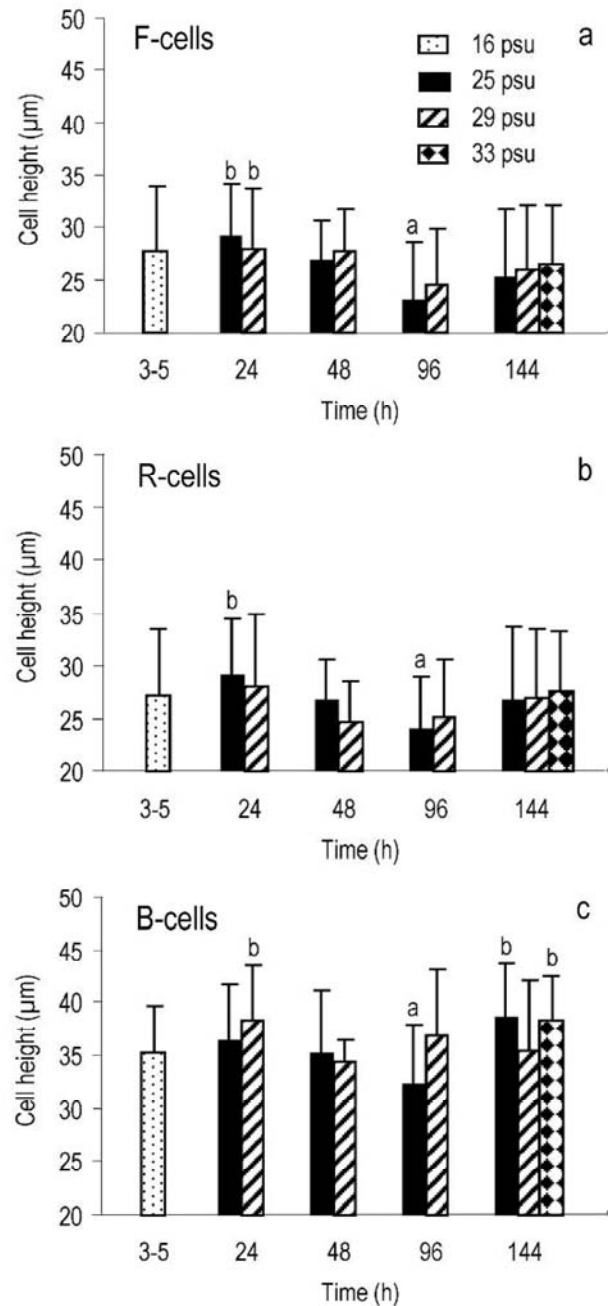 F-cells
a
16 psu
25 psu
29 psu
33 psu
Cell height (µm)
50
45
40
35
30
25
20
b b
a
3-5 24 48 96 144
Time (h)
R-cells
b
Cell height (µm)
50
45
40
35
30
25
20
b
a
3-5 24 48 96 144
Time (h)
B-cells
c
Cell height (µm)
50
45
40
35
30
25
20
b
a
b b
3-5 24 48 96 144
Time (h)